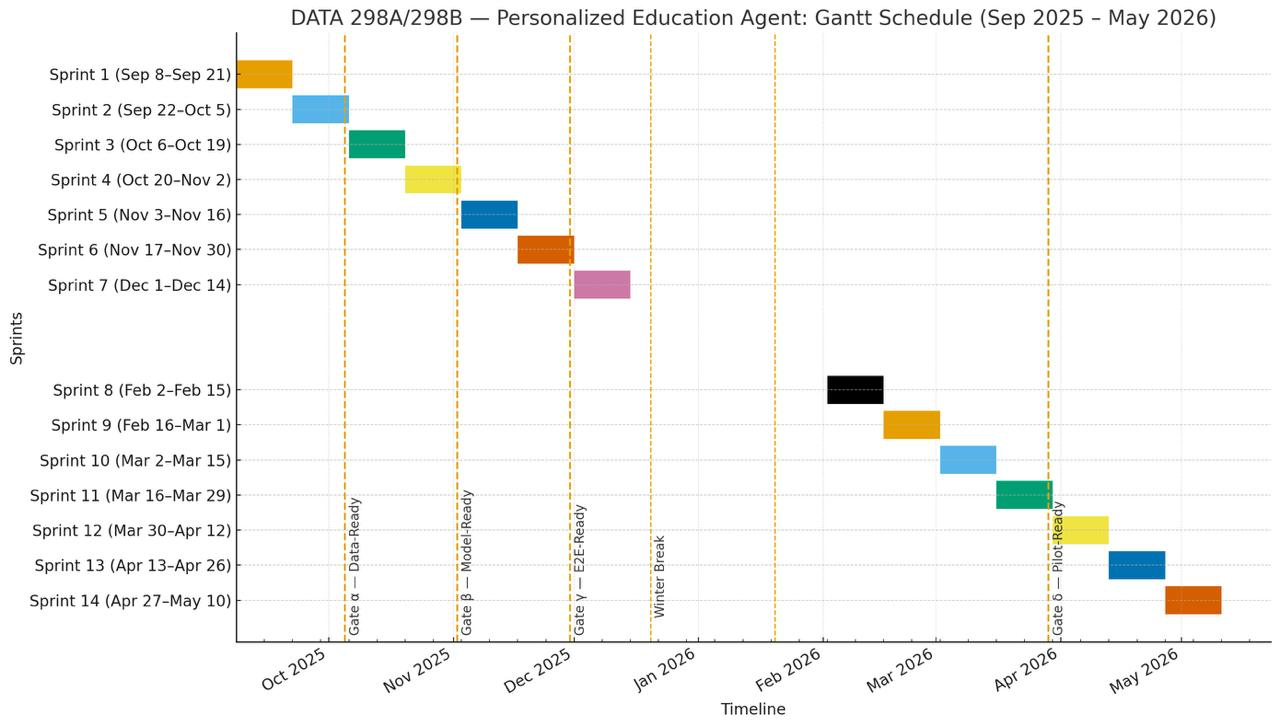 DATA 298A/298B — Personalized Education Agent: Gantt Schedule (Sep 2025 – May 2026)
Sprints
Sprint 1 (Sep 8–Sep 21)
Sprint 2 (Sep 22–Oct 5)
Sprint 3 (Oct 6–Oct 19)
Sprint 4 (Oct 20–Nov 2)
Sprint 5 (Nov 3–Nov 16)
Sprint 6 (Nov 17–Nov 30)
Sprint 7 (Dec 1–Dec 14)
Sprint 8 (Feb 2–Feb 15)
Sprint 9 (Feb 16–Mar 1)
Sprint 10 (Mar 2–Mar 15)
Sprint 11 (Mar 16–Mar 29)
Sprint 12 (Mar 30–Apr 12)
Sprint 13 (Apr 13–Apr 26)
Sprint 14 (Apr 27–May 10)
Gate α — Data-Ready
Gate β — Model-Ready
Gate γ — E2E-Ready
Winter Break
Gate δ — Pilot-Ready
Oct 2025
Nov 2025
Dec 2025
Jan 2026
Feb 2026
Mar 2026
Apr 2026
May 2026
Timeline